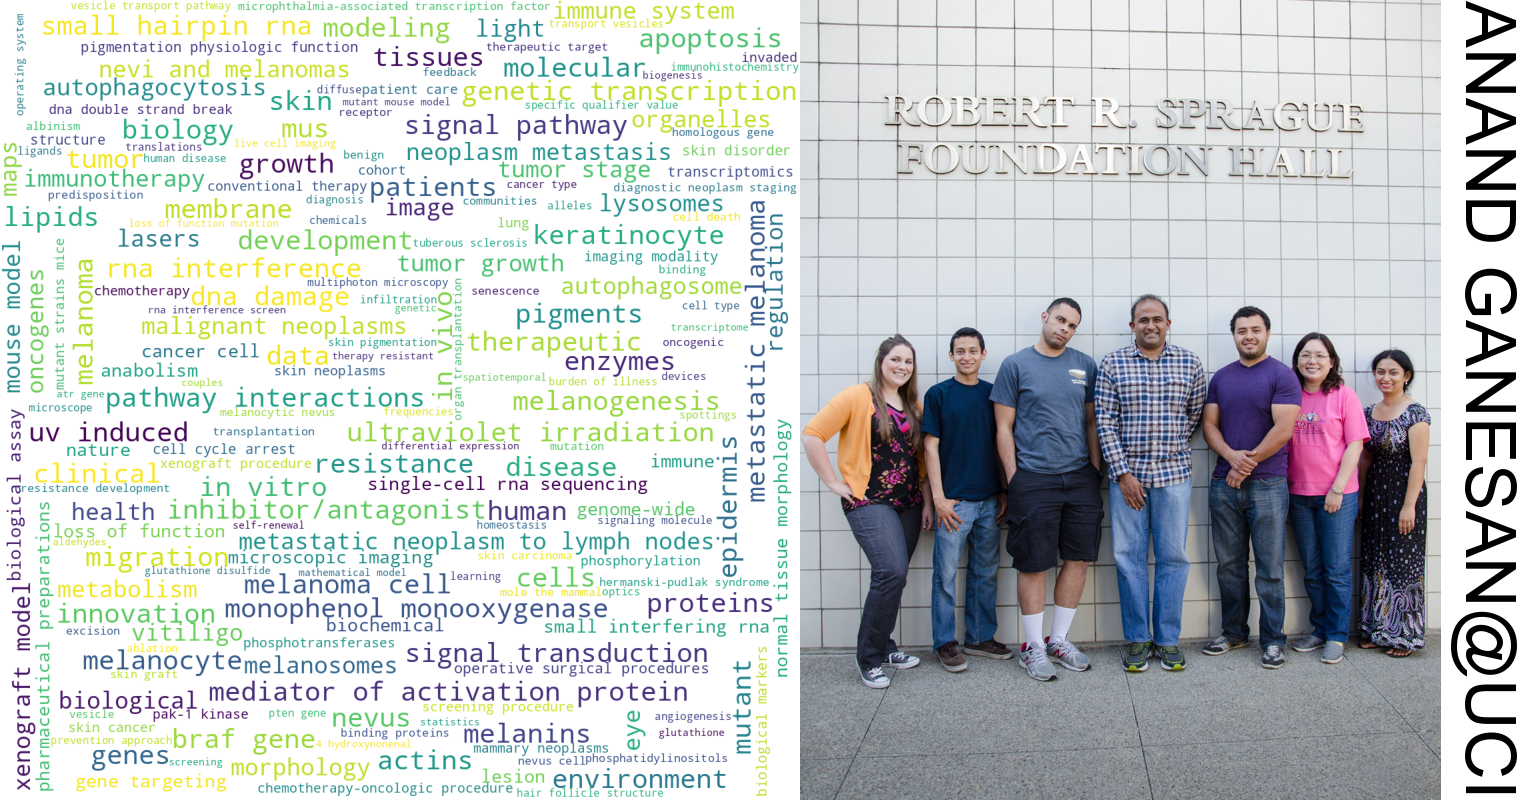 vesicle transport pathway
microphthalmia-associated transcription factor
immune system
small hairpin rna
modeling
light
transport vesicles
apoptosis
operating system
pigmentation physiologic function
tissues
therapeutic target
invaded
nevi and melanomas
feedback
molecular
biogenesis
immunohistochemistry
autophagocytosis
diffuse
patient care
genetic transcription
skin
mutant mouse model
specific qualifier value
dna double strand break
receptor
albinism
biology
mus
signal pathway
organelles
homologous gene
structure
translations
live cell imaging
ligands
tumor
human disease
growth
benign
neoplasm metastasis
skin disorder
maps
immunotherapy
cohort
tumor stage
transcriptomics
conventional therapy
patients
cancer type
diagnostic neoplasm staging
predisposition
diagnosis
communities
alleles
lysosomes
lipids
membrane
image
cell death
loss of function mutation
chemicals
lung
lasers
development
tuberous sclerosis
keratinocyte
metastatic melanoma
regulation
mouse model
oncogenes
mutant strains mice
melanoma
rna interference
tumor growth
imaging modality
binding
multiphoton microscopy
chemotherapy
dna damage
infiltration
genetic
senescence
autophagosome
rna interference screen
cell type
in vivo
organ transplantation
malignant neoplasms
pigments
transcriptome
skin pigmentation
therapeutic
oncogenic
cancer cell
data
therapy resistant
enzymes
anabolism
skin neoplasms
couples
spatiotemporal
burden of illness
devices
atr gene
pathway interactions
melanogenesis
microscope
melanocytic nevus
frequencies
spottings
uv induced
transplantation
ultraviolet irradiation
nature
cell cycle arrest
differential expression
mutation
clinical
xenograft procedure
resistance
disease
immune
resistance development
in vitro
single-cell rna sequencing
epidermis
normal tissue morphology
biological assay
health
inhibitor/antagonist
human
genome-wide
loss of function
self-renewal
homeostasis
signaling molecule
aldehydes
metastatic neoplasm to lymph nodes
migration
microscopic imaging
skin carcinoma
phosphorylation
glutathione disulfide
mathematical model
learning
cells
hermanski-pudlak syndrome
metabolism
melanoma cell
mole the mammal
optics
innovation
monophenol monooxygenase
proteins
excision
vitiligo
biochemical
small interfering rna
phosphotransferases
ablation
melanocyte
melanosomes
signal transduction
skin graft
operative surgical procedures
xenograft model
pharmaceutical preparations
biological
mediator of activation protein
mutant
biological markers
vesicle
pak-1 kinase
pten gene
nevus
screening procedure
statistics
eye
angiogenesis
skin cancer
binding proteins
melanins
glutathione
prevention approach
braf gene
4 hydroxynonenal
mammary neoplasms
genes
screening
actins
nevus cell
phosphatidylinositols
morphology
lesion
environment
gene targeting
chemotherapy-oncologic procedure
hair follicle structure
ROBERT R. SPRAGUE
FOUNDATION HALL
ANAND GANESAN@UCI